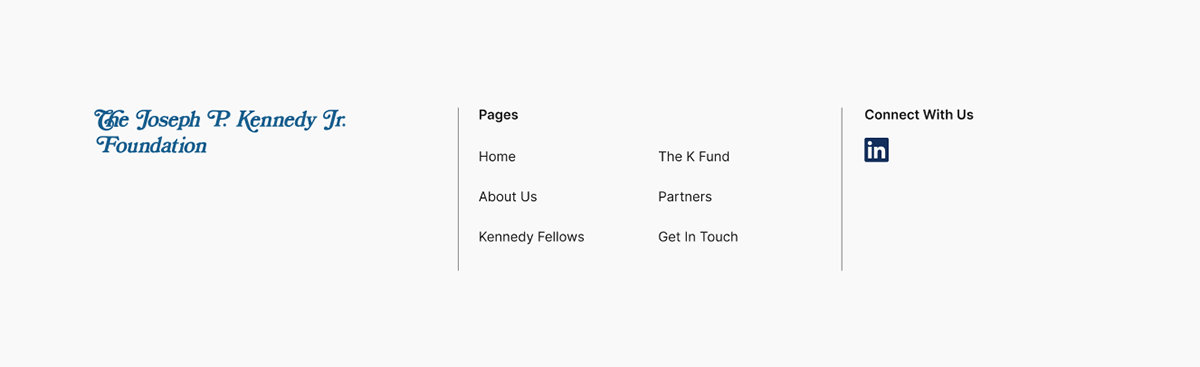 The Joseph P. Kennedy Jr.
Foundation
Pages
Home
About Us
Kennedy Fellows
The K Fund
Partners
Get In Touch
Connect With Us
in